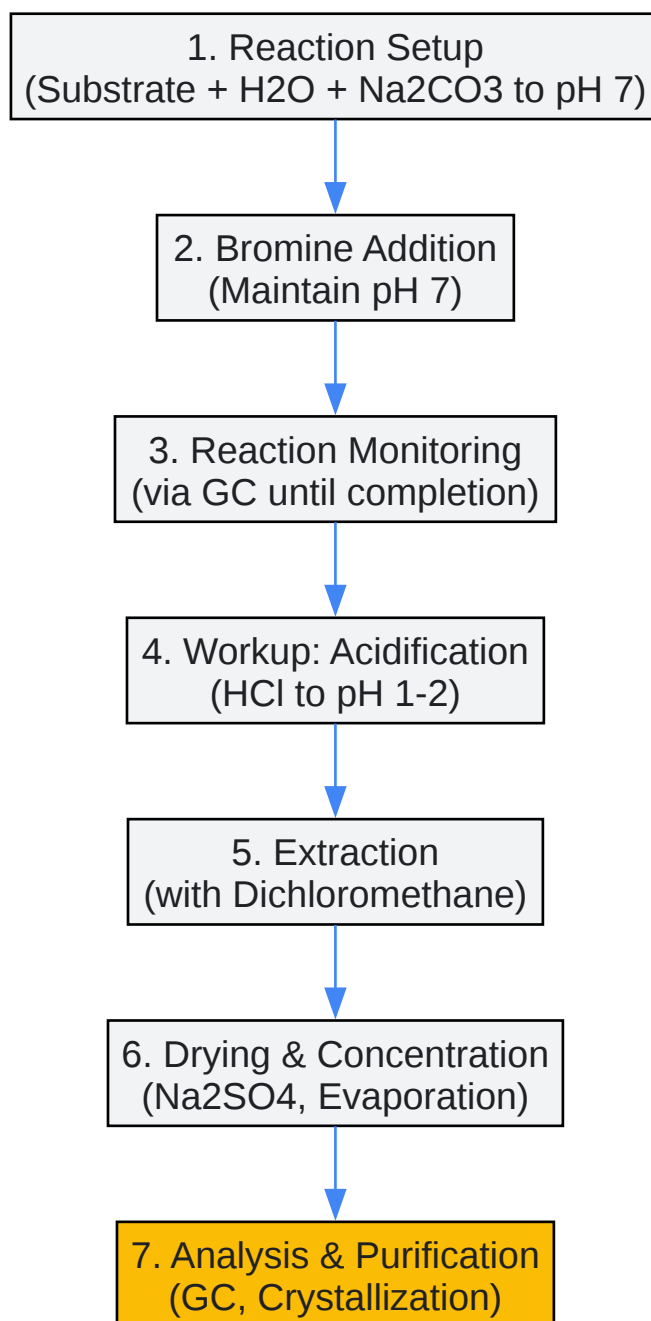 1. Reaction Setup
(Substrate + H2O + Na2CO3 to pH 7)
2. Bromine Addition
(Maintain pH 7)
3. Reaction Monitoring
(via GC until completion)
4. Workup: Acidification
(HCl to pH 1-2)
5. Extraction
(with Dichloromethane)
6. Drying & Concentration
(Na2SO4, Evaporation)
7. Analysis & Purification
(GC, Crystallization)